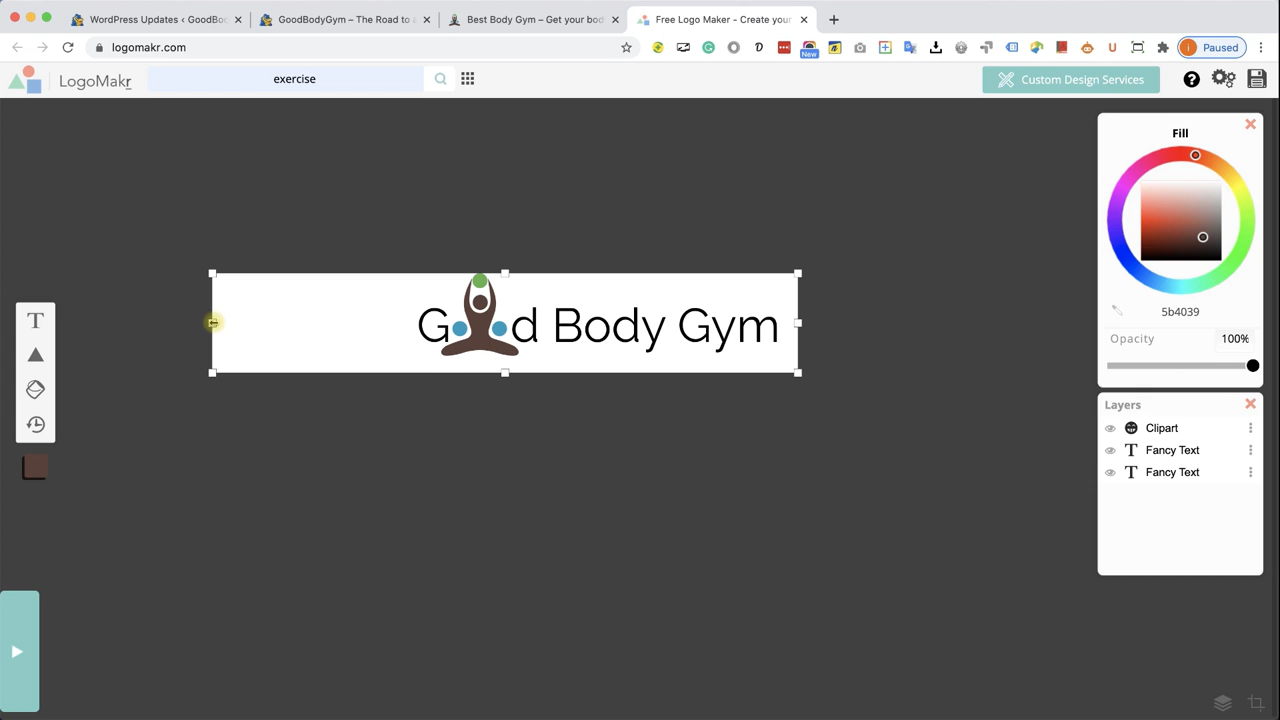 WordPress Updates ‹ GoodBo
GoodBodyGym – The Road to a
Best Body Gym – Get your bod
Free Logo Maker - Create your
logomakr.com
New
Paused
LogoMakr
exercise
Custom Design Services
Fill
5b4039
Opacity
100%
Layers
Clipart
Fancy Text
Fancy Text
G d Body Gym